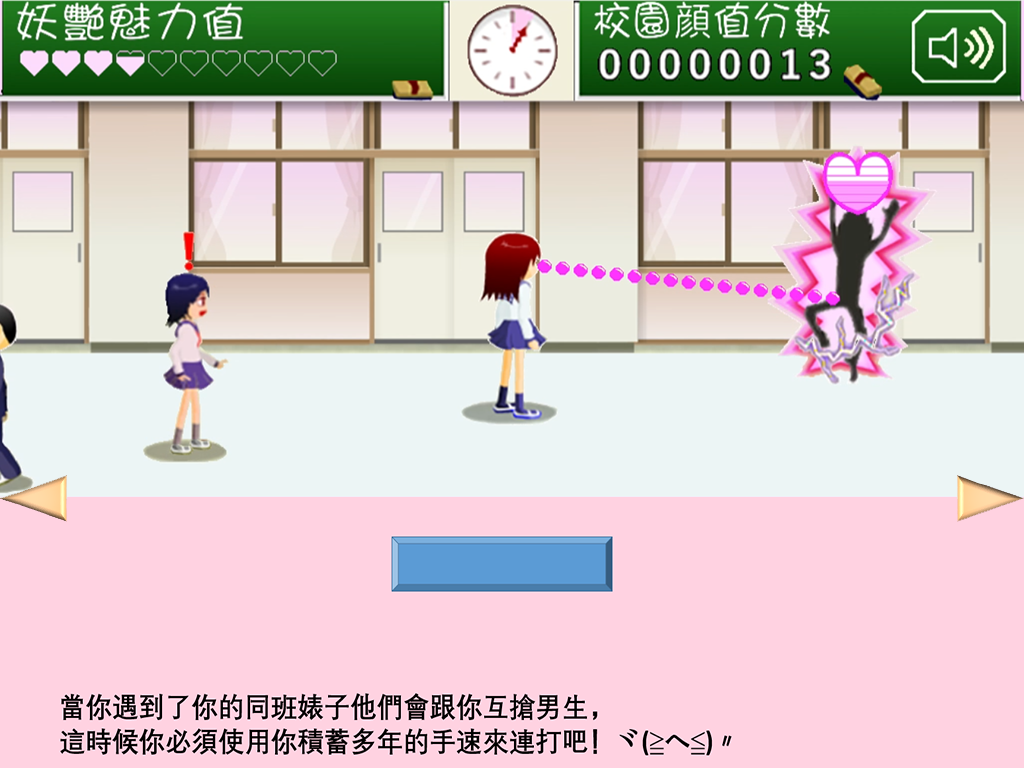 妖艷魅力值
校園顏值分數
00000013
當你遇到了你的同班婊子他們會跟你互搶男生，
這時候你必須使用你積蓄多年的手速來連打吧！ヾ(≧へ≦)〃